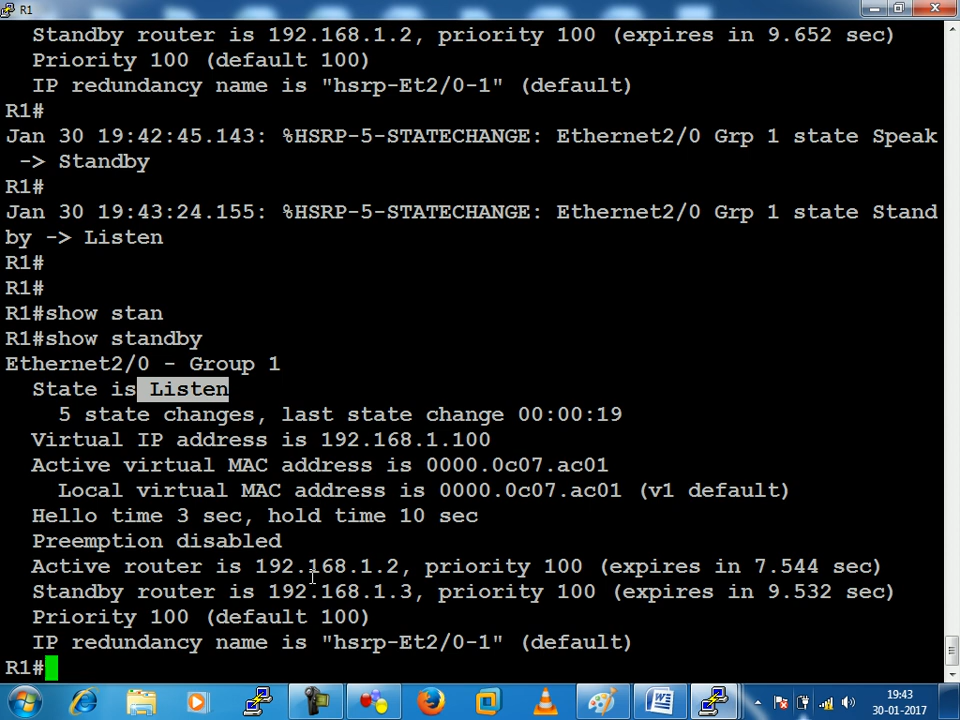 R1
Standby router is 192.168.1.2, priority 100 (expires in 9.652 sec)
Priority 100 (default 100)
IP redundancy name is "hsrp-Et2/0-1" (default)
R1#
Jan 30 19:42:45.143: %HSRP-5-STATECHANGE: Ethernet2/0 Grp 1 state Speak
-> Standby
R1#
Jan 30 19:43:24.155: %HSRP-5-STATECHANGE: Ethernet2/0 Grp 1 state Stand
by -> Listen
R1#
R1#
R1#show stan
R1#show standby
Ethernet2/0 - Group 1
State is Listen
5 state changes, last state change 00:00:19
Virtual IP address is 192.168.1.100
Active virtual MAC address is 0000.0c07.ac01
Local virtual MAC address is 0000.0c07.ac01 (v1 default)
Hello time 3 sec, hold time 10 sec
Preemption disabled
Active router is 192.168.1.2, priority 100 (expires in 7.544 sec)
Standby router is 192.168.1.3, priority 100 (expires in 9.532 sec)
Priority 100 (default 100)
IP redundancy name is "hsrp-Et2/0-1" (default)
R1#
19:43
30-01-2017